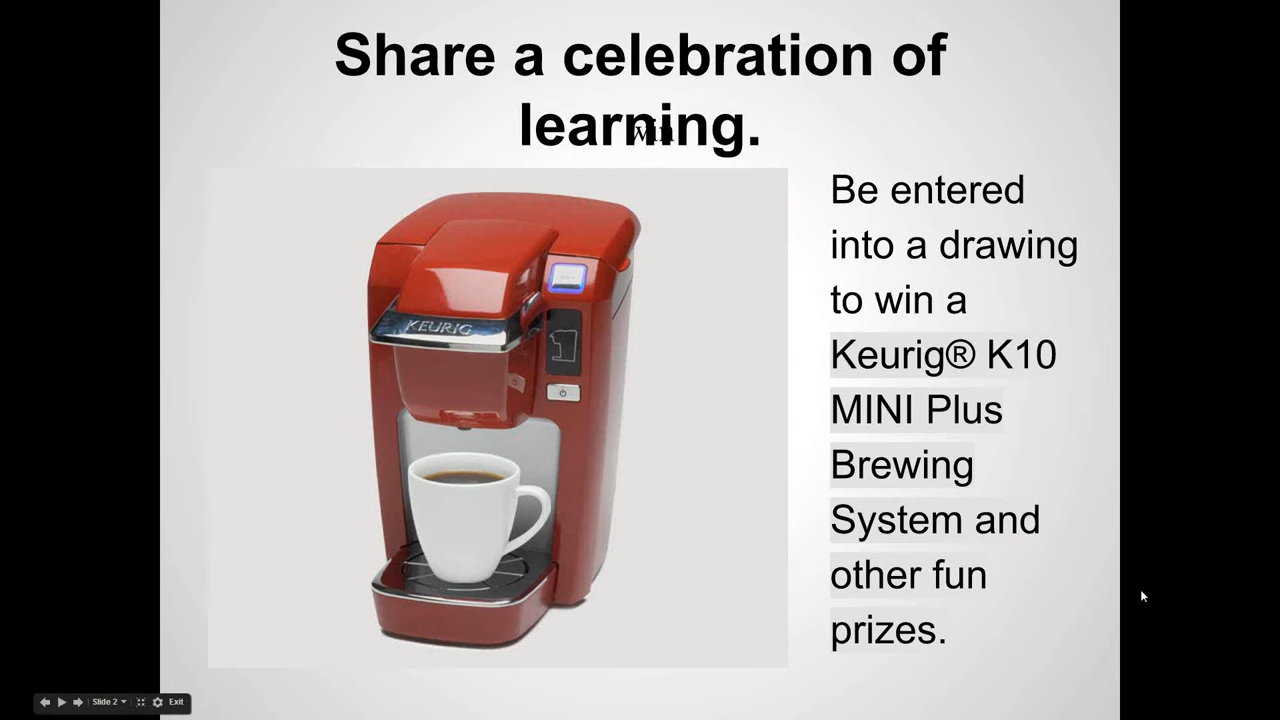 Share a celebration of
learning.
win
Be entered
into a drawing
to win a
Keurig® K10
MINI Plus
Brewing
System and
other fun
prizes.
KEURIG
Slide 2
Exit